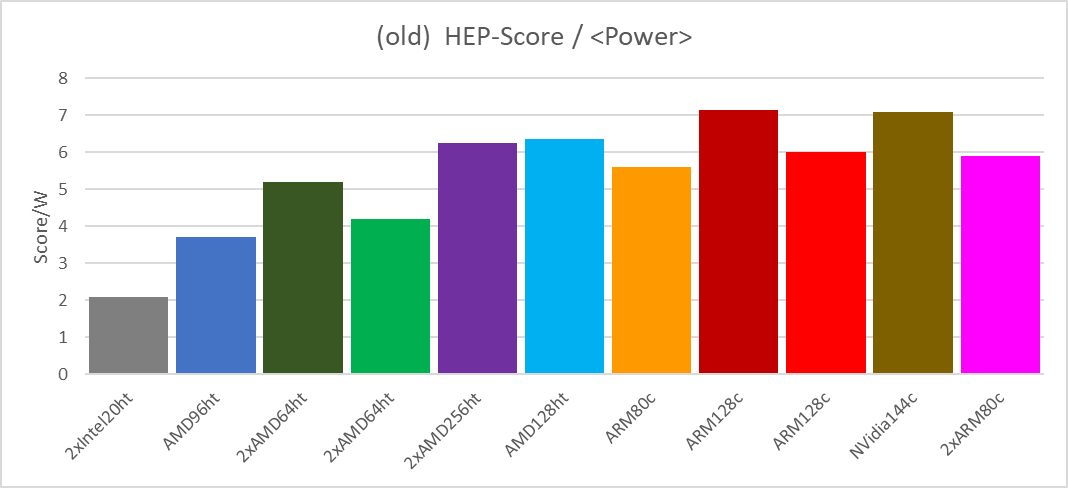 (old) HEP-Score / <Power>
Score/W
8
7
6
5
4
3
2
1
0
2xIntel20ht
AMD96ht
2xAMD64ht
2xAMD64ht
2xAMD256ht
AMD128ht
ARM80c
ARM128c
ARM128c
NVidia144c
2xARM80c